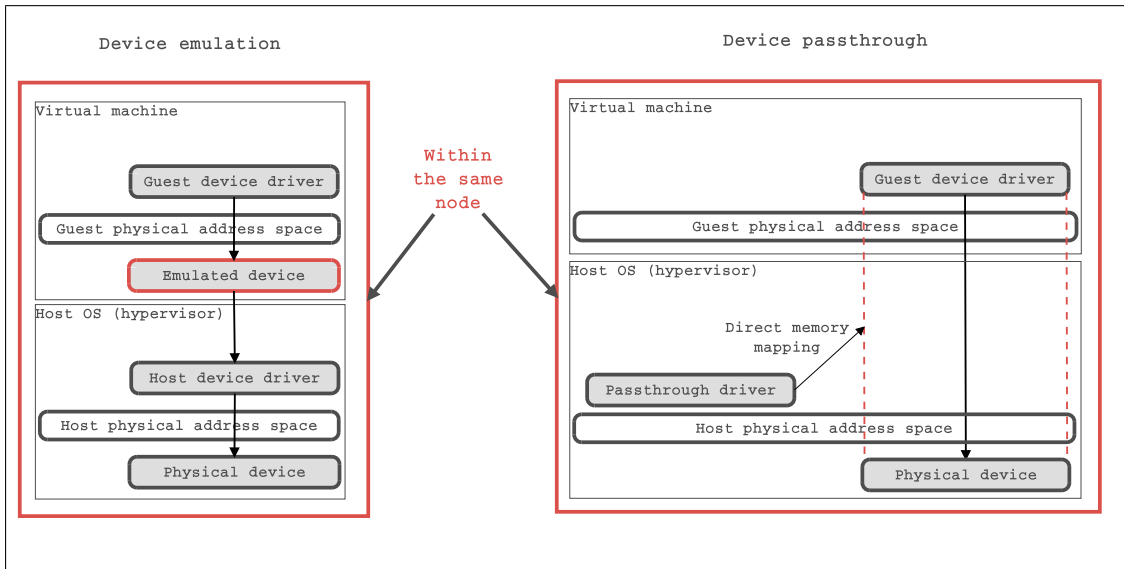 Device emulation
Device passthrough
Virtual machine
Guest device driver
Guest physical address space
Emulated device
Host OS (hypervisor)
Host device driver
Host physical address space
Physical device
Within
the same
node
Virtual machine
Guest device driver
Guest physical address space
Host OS (hypervisor)
Direct memory
mapping
Passthrough driver
Host physical address space
Physical device